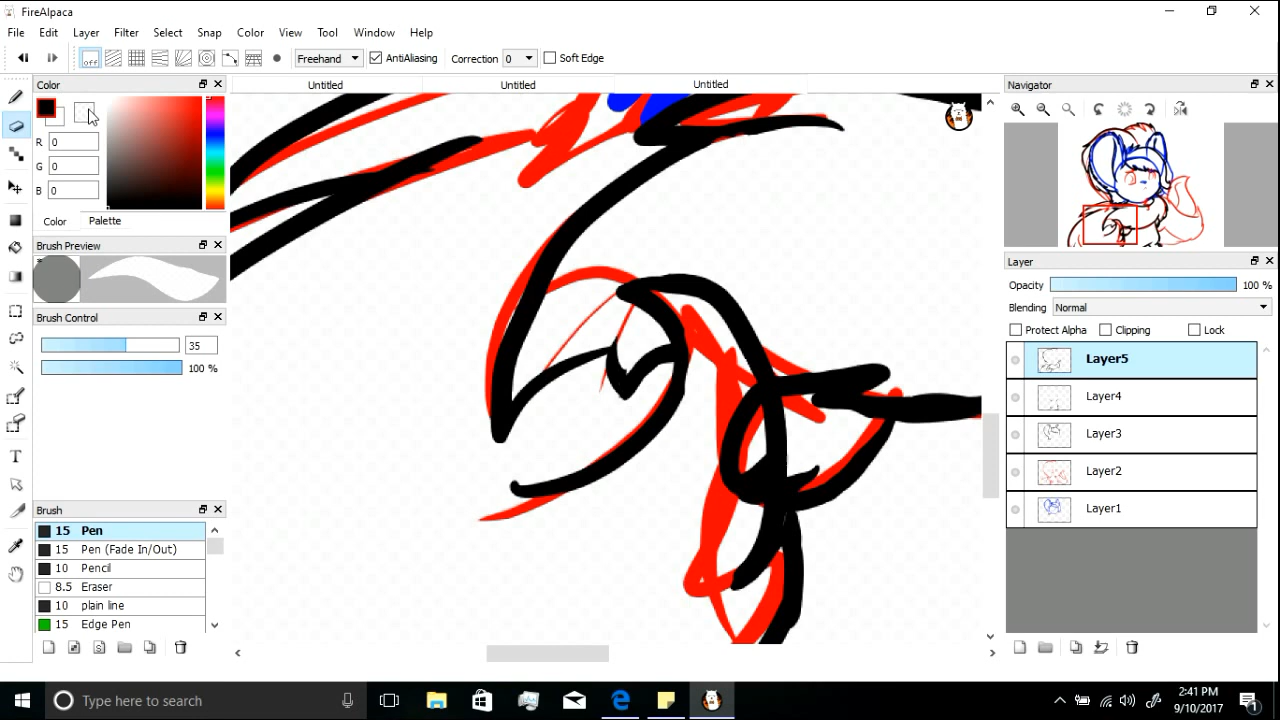 FireAlpaca
File Edit Layer Filter Select Snap Color View Tool Window Help
off Freehand AntiAliasing Correction 0 Soft Edge
Color
Untitled Untitled Untitled
Navigator
R 0
G 0
B 0
Color Palette
Brush Preview
Layer
Opacity 100 %
Brush Control
Blending Normal
Protect Alpha Clipping Lock
35
100 %
Layer5
Layer4
Layer3
Layer2
Layer1
Brush
15 Pen
15 Pen (Fade In/Out)
10 Pencil
8.5 Eraser
10 plain line
15 Edge Pen
Type here to search
2:41 PM
9/10/2017
1